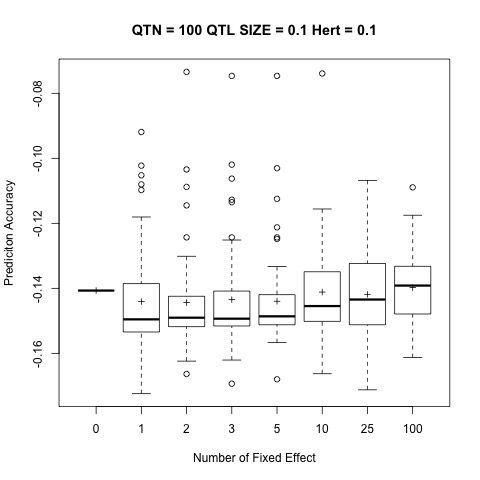 QTN = 100 QTL SIZE = 0.1 Hert = 0.1
-0.08
-0.10
-0.12
-0.14
-0.16
Prediciton Accuracy
0 1 2 3 5 10 25 100
Number of Fixed Effect